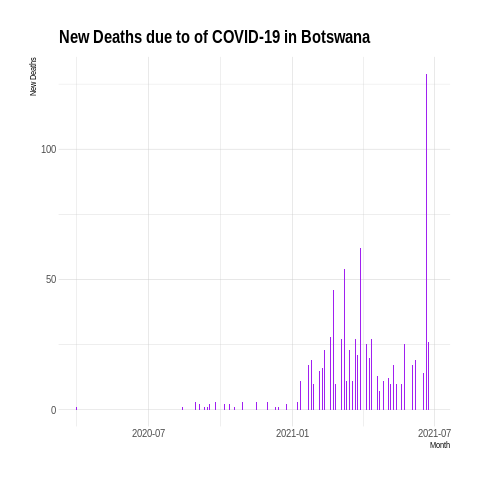 New Deaths due to of COVID-19 in Botswana
New Deaths
100
50
0
2020-07
2021-01
2021-07
Month